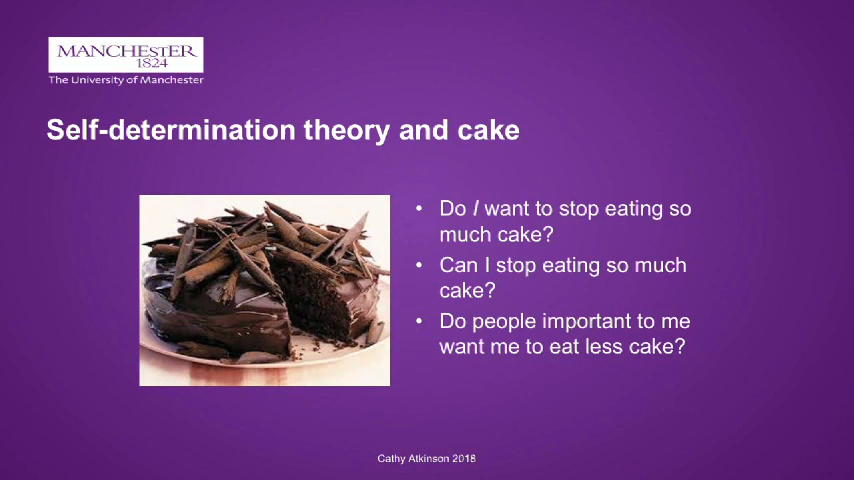 MANCHESTER
1824
The University of Manchester
Self-determination theory and cake
• Do I want to stop eating so
much cake?
• Can I stop eating so much
cake?
• Do people important to me
want me to eat less cake?
Cathy Atkinson 2018